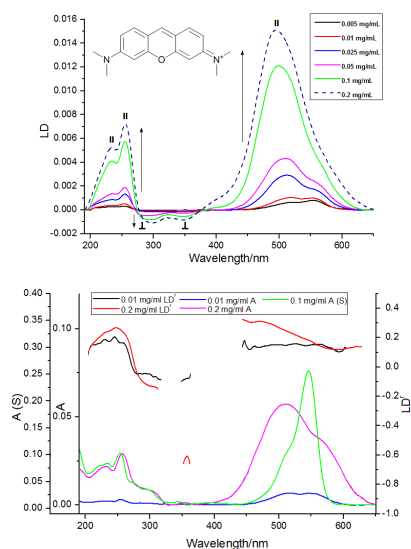 0.016
0.014
0.012
0.010
0.008
0.006
0.004
0.002
0.000
-0.002
LD
N
O
N+
II
II
II
⊥
⊥
0.005 mg/mL
0.01 mg/mL
0.025 mg/mL
0.05 mg/mL
0.1 mg/mL
0.2 mg/mL
200 300 400 500 600
Wavelength/nm
0.01 mg/ml LDr
0.01 mg/ml A
0.1 mg/ml A (S)
0.2 mg/ml LDr
0.2 mg/ml A
0.40
0.35
0.30
0.25
0.20
0.15
0.10
0.05
0.00
A (S)
0.10
0.05
0.00
A
0.4
0.2
0.0
-0.2
-0.4
-0.6
-0.8
-1.0
LDr
200 300 400 500 600
Wavelength/nm